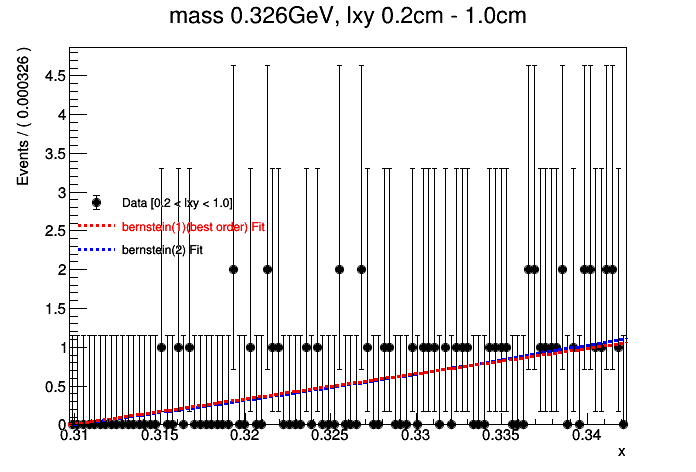 mass 0.326GeV, lxy 0.2cm - 1.0cm
Events / ( 0.000326 )
4.5
4
3.5
3
Data [0.2 < lxy < 1.0]
2.5
bernstein(1)(best order) Fit
bernstein(2) Fit
2
1.5
1
0.5
0
0.31 0.315 0.32 0.325 0.33 0.335 0.34
x